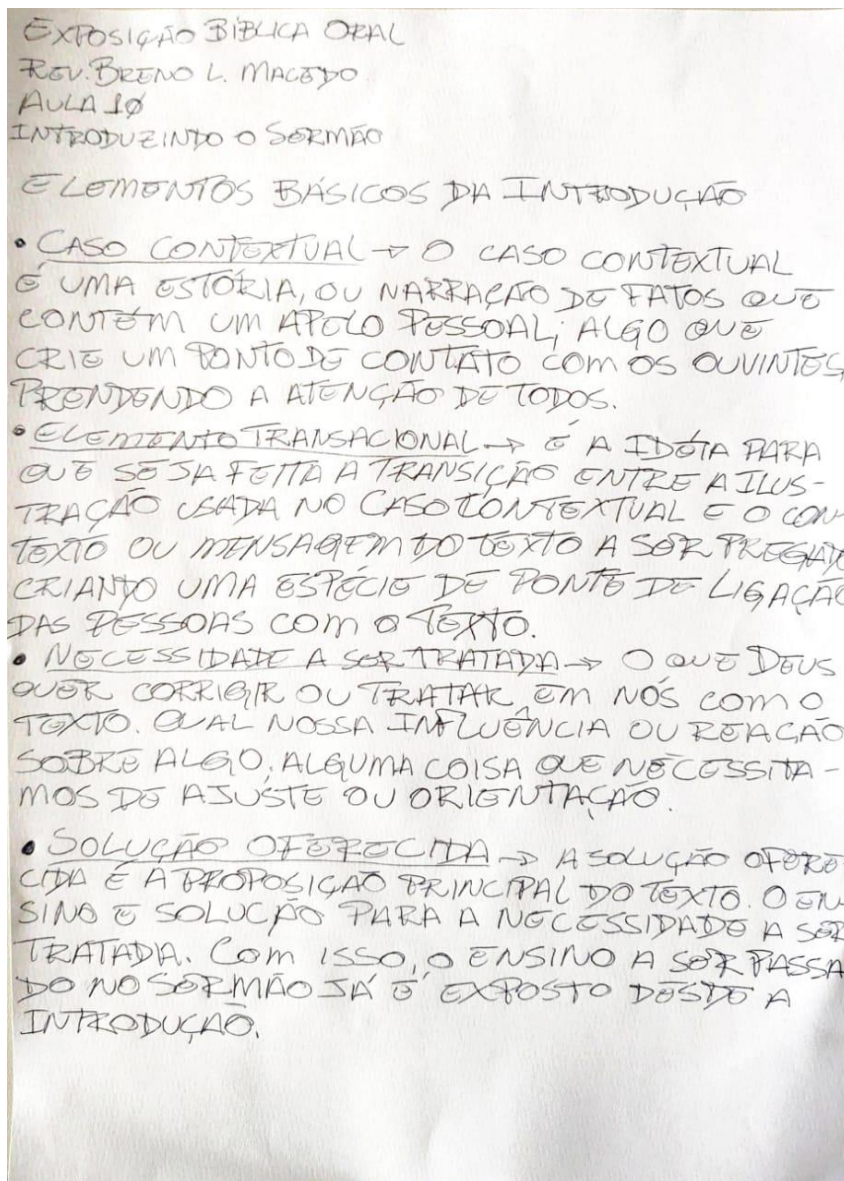 EXPOSIÇÃO BÍBLICA ORAL
REV. BRENO L. MACEDO
AULA 10
INTRODUZINDO O SERMÃO
ELEMENTOS BÁSICOS DA INTRODUÇÃO
• CASO CONTEXTUAL → O CASO CONTEXTUAL
É UMA ESTÓRIA, OU NARRAÇÃO DE FATOS QUE
CONTÉM UM APELO PESSOAL; ALGO QUE
CRIE UM PONTO DE CONTATO COM OS OUVINTES,
PRENDENDO A ATENÇÃO DE TODOS.
• ELEMENTO TRANSACIONAL → É A IDÉIA PARA
QUE SEJA FEITA A TRANSIÇÃO ENTRE A ILUS-
TRAÇÃO USADA NO CASO CONTEXTUAL E O CON-
TEXTO OU MENSAGEM DO TEXTO A SER PREGADO
CRIANDO UMA ESPÉCIE DE PONTE DE LIGAÇÃO
DAS PESSOAS COM O TEXTO.
• NECESSIDADE A SER TRATADA → O QUE DEUS
QUER CORRIGIR OU TRATAR EM NÓS COM O
TEXTO. QUAL NOSSA INFLUÊNCIA OU REAÇÃO
SOBRE ALGO; ALGUMA COISA QUE NECESSITA-
MOS DE AJUSTE OU ORIENTAÇÃO.
• SOLUÇÃO OFERECIDA → A SOLUÇÃO OFERE
CIDA É A PROPOSIÇÃO PRINCIPAL DO TEXTO. O EN-
SINO E SOLUÇÃO PARA A NECESSIDADE A SER
TRATADA. COM ISSO, O ENSINO A SER PASSA
DO NO SERMÃO JÁ É EXPOSTO DESDE A
INTRODUÇÃO.